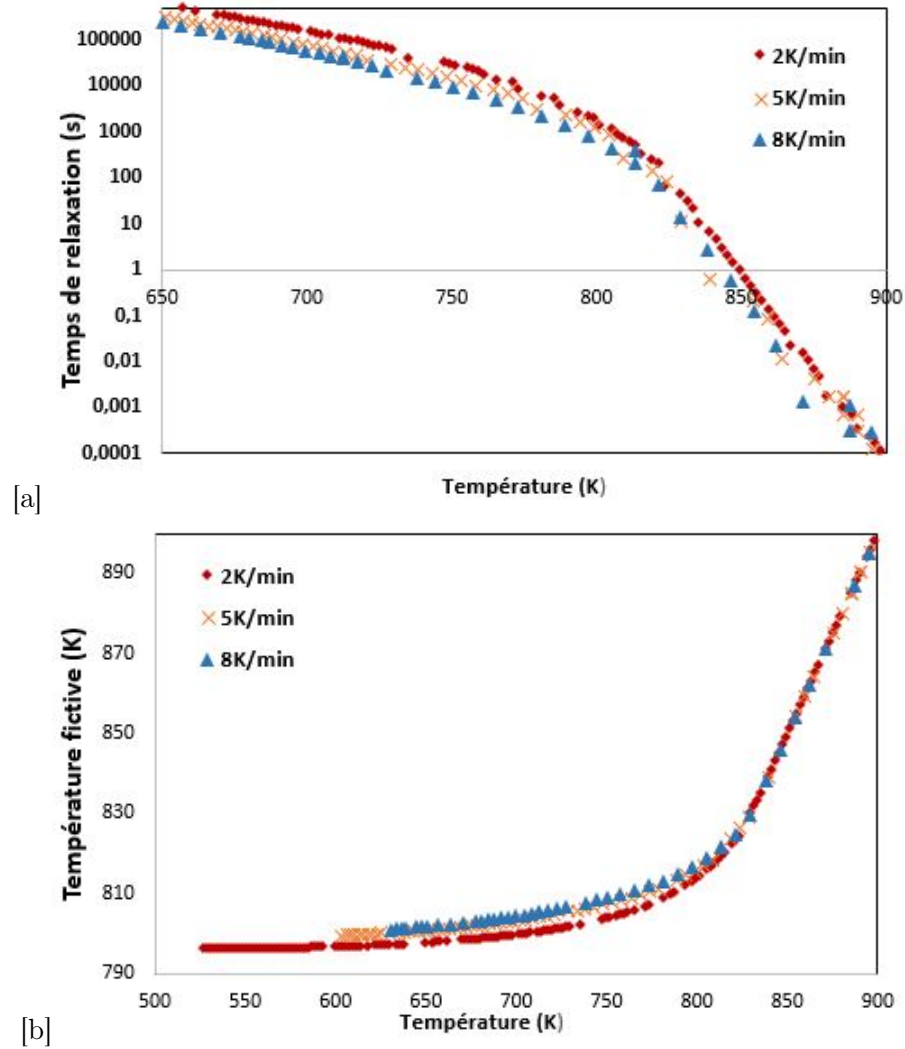 100000
10000
1000
100
10
1
0,1
0,01
0,001
0,0001
Temps de relaxation (s)
2K/min
5K/min
8K/min
650 700 750 800 850 900
Température (K)
[a]
890
870
850
830
810
790
Température fictive (K)
2K/min
5K/min
8K/min
500 550 600 650 700 750 800 850 900
Température (K)
[b]